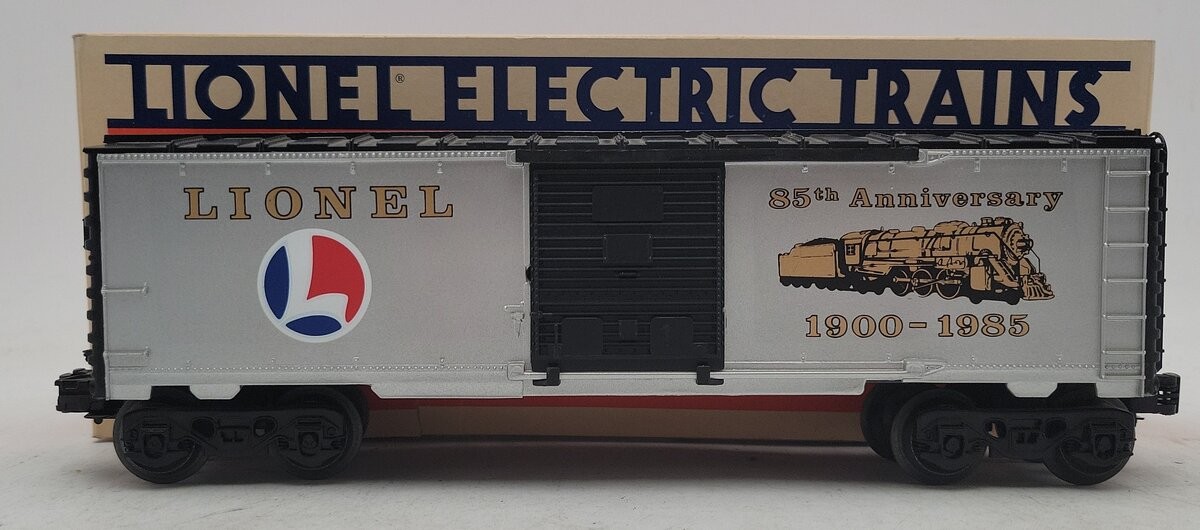 LIONEL® ELECTRIC TRAINS
LIONEL
85th Anniversary
1900-1985